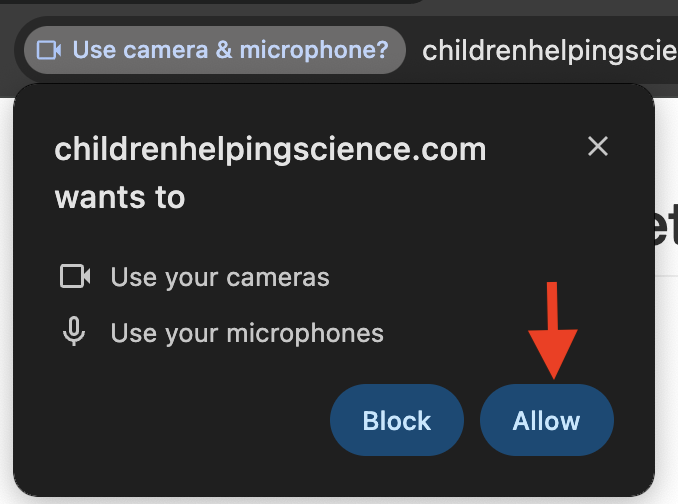 Use camera & microphone?
childrenhelpingscie
childrenhelpingscience.com
wants to
Use your cameras
Use your microphones
Block
Allow